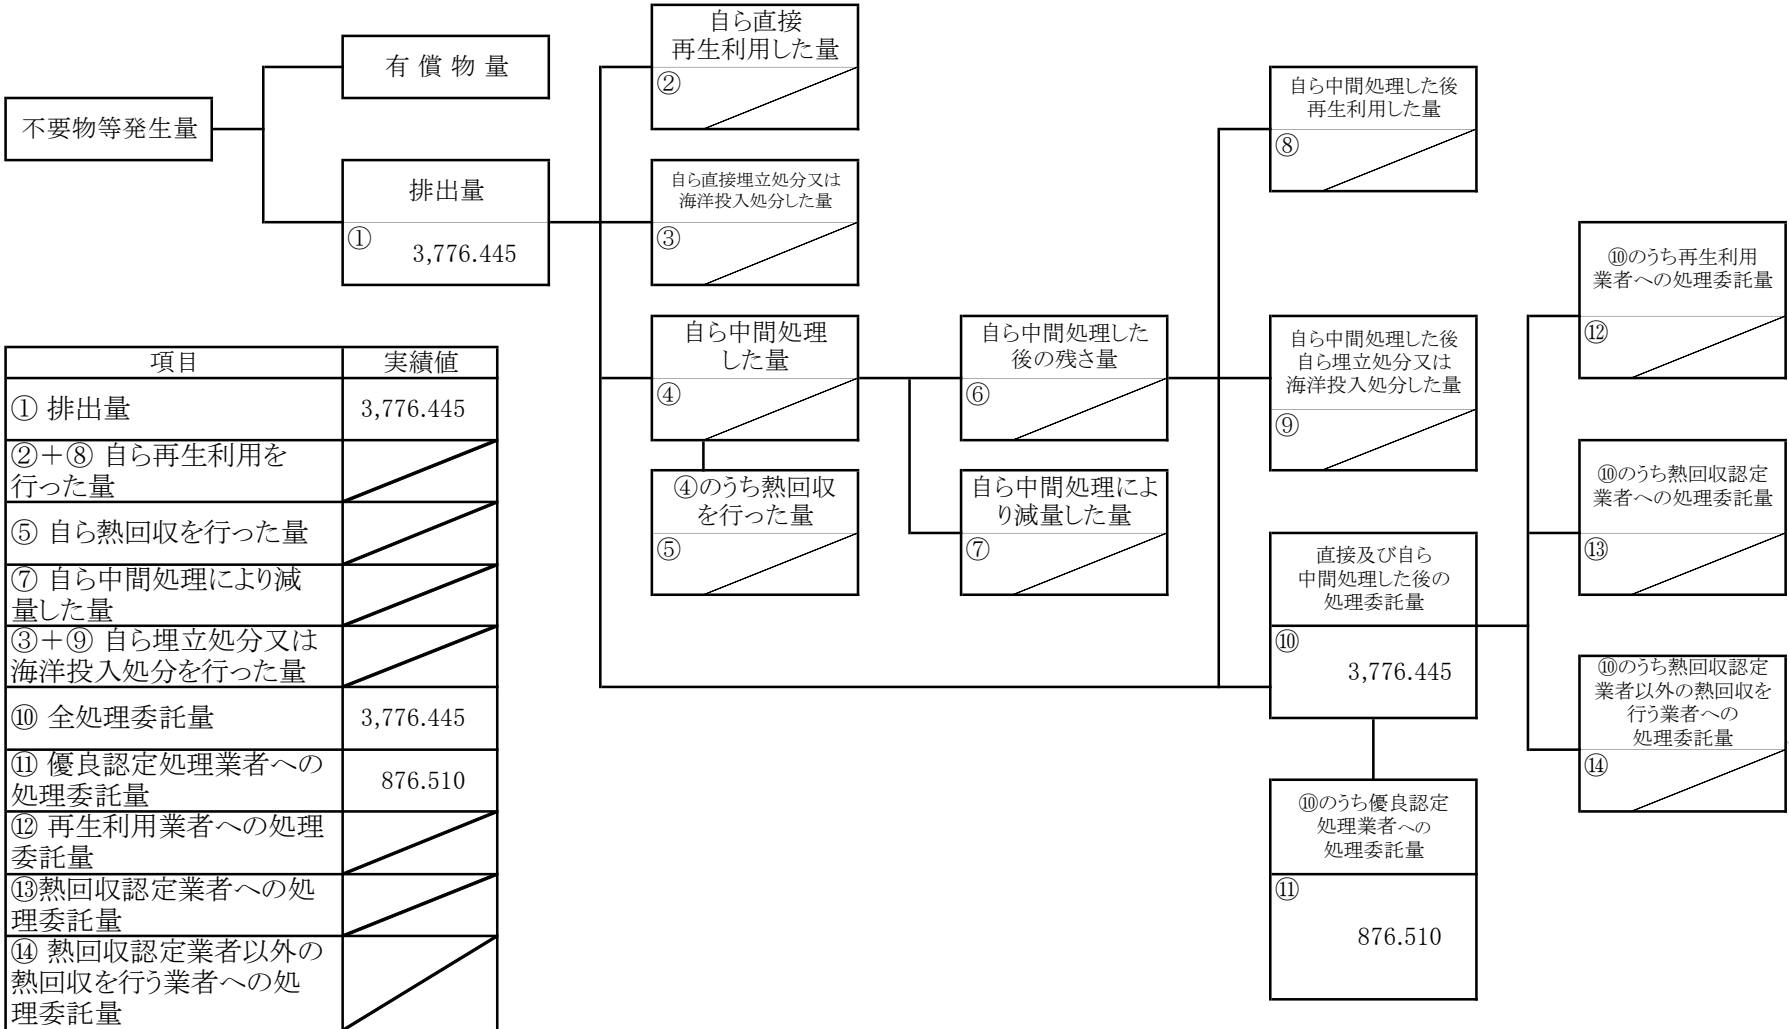 不要物等発生量
有 償 物 量
排出量
①
3,776.445
自ら直接
再生利用した量
②
自ら直接埋立処分又は
海洋投入処分した量
③
自ら中間処理
した量
④
④のうち熱回収
を行った量
⑤
自ら中間処理した
後の残さ量
⑥
自ら中間処理によ
り減量した量
⑦
自ら中間処理した後
再生利用した量
⑧
自ら中間処理した後
自ら埋立処分又は
海洋投入処分した量
⑨
直接及び自ら
中間処理した後の
処理委託量
⑩
3,776.445
⑩のうち優良認定
処理業者への
処理委託量
⑪
876.510
⑩のうち再生利用
業者への処理委託量
⑫
⑩のうち熱回収認定
業者への処理委託量
⑬
⑩のうち熱回収認定
業者以外の熱回収を
行う業者への
処理委託量
⑭
項目 実績値
① 排出量 3,776.445
②＋⑧ 自ら再生利用を
行った量
⑤ 自ら熱回収を行った量
⑦ 自ら中間処理により減
量した量
③＋⑨ 自ら埋立処分又は
海洋投入処分を行った量
⑩ 全処理委託量 3,776.445
⑪ 優良認定処理業者への
処理委託量 876.510
⑫ 再生利用業者への処理
委託量
⑬熱回収認定業者への処
理委託量
⑭ 熱回収認定業者以外の
熱回収を行う業者への処
理委託量